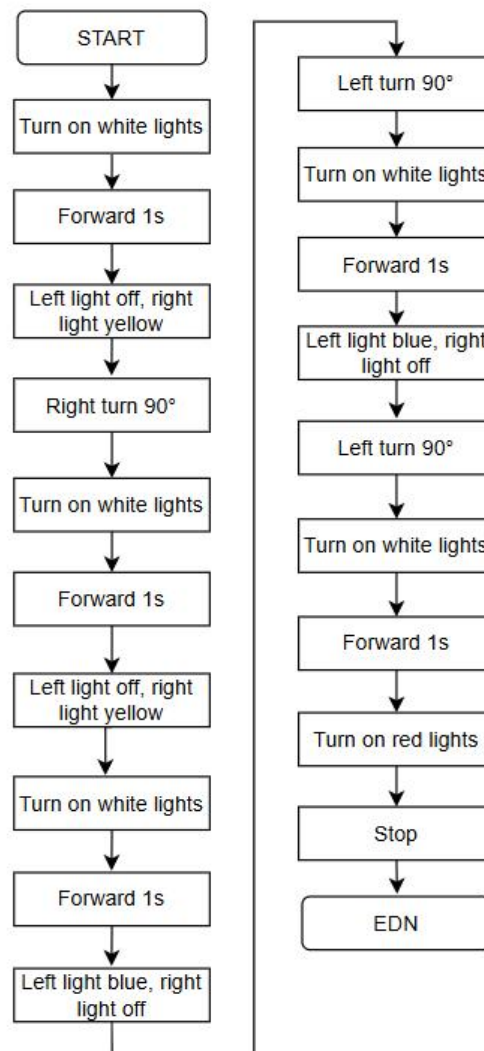 START
Turn on white lights
Forward 1s
Left light off, right
light yellow
Right turn 90°
Turn on white lights
Forward 1s
Left light off, right
light yellow
Turn on white lights
Forward 1s
Left light blue, right
light off
Left turn 90°
Turn on white lights
Forward 1s
Left light blue, right
light off
Left turn 90°
Turn on white lights
Forward 1s
Turn on red lights
Stop
EDN